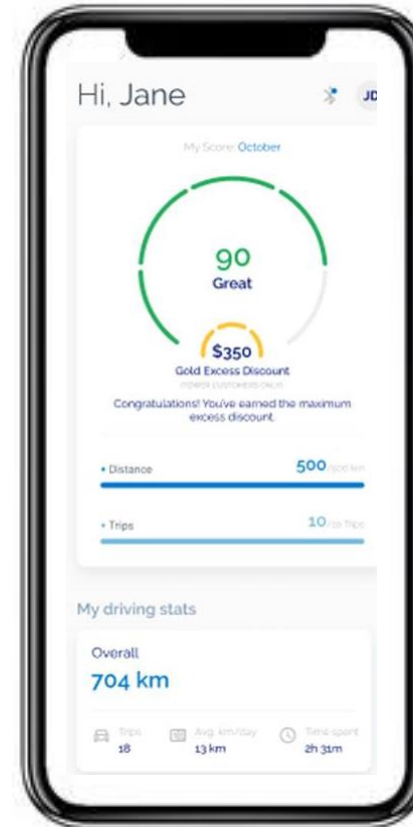 Hi, Jane
JD
My Score: October
90
Great
$350
Gold Excess Discount
Congratulations! You've earned the maximum
excess discount.
• Distance 500
• Trips 10
My driving stats
Overall
704 km
Trips Avg. km/day Time spent
18 13 km 2h 31m